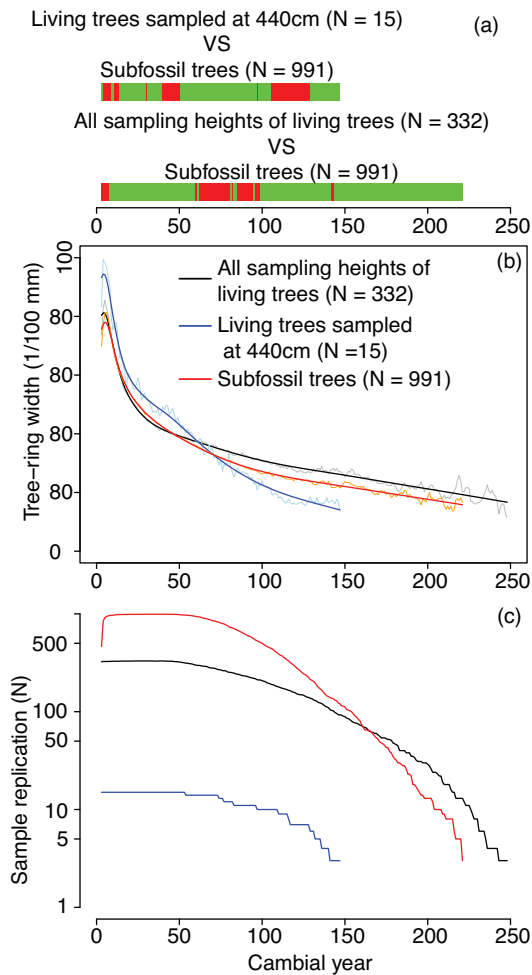 Living trees sampled at 440cm (N = 15)
(a)
VS
Subfossil trees (N = 991)
All sampling heights of living trees (N = 332)
VS
Subfossil trees (N = 991)
0 50 100 150 200 250
(b)
Tree−ring width (1/100 mm)
100
80
80
80
80
0
All sampling heights of
living trees (N = 332)
Living trees sampled
at 440cm (N =15)
Subfossil trees (N = 991)
0 50 100 150 200 250
(c)
Sample replication (N)
500
100
50
10
5
1
0 50 100 150 200 250
Cambial year